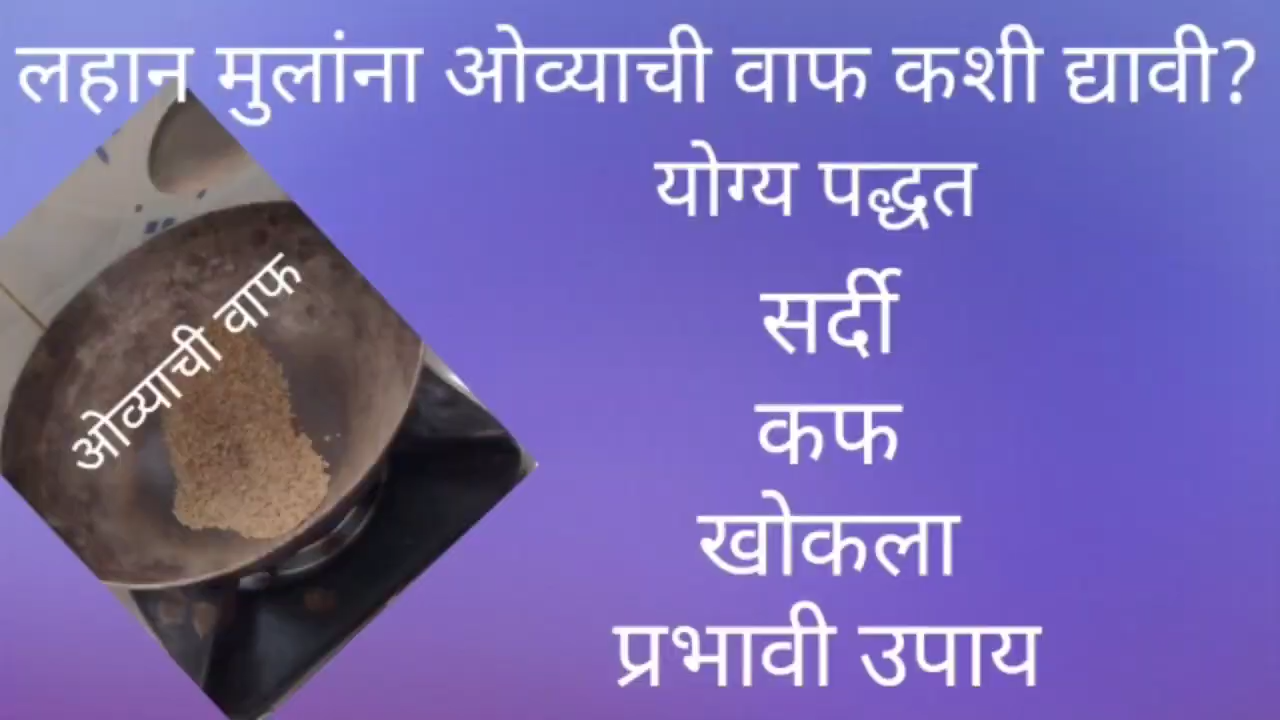 लहान मुलांना ओव्याची वाफ कशी द्यावी?
योग्य पद्धत
सर्दी
कफ
खोकला
प्रभावी उपाय
ओव्याची वाफ